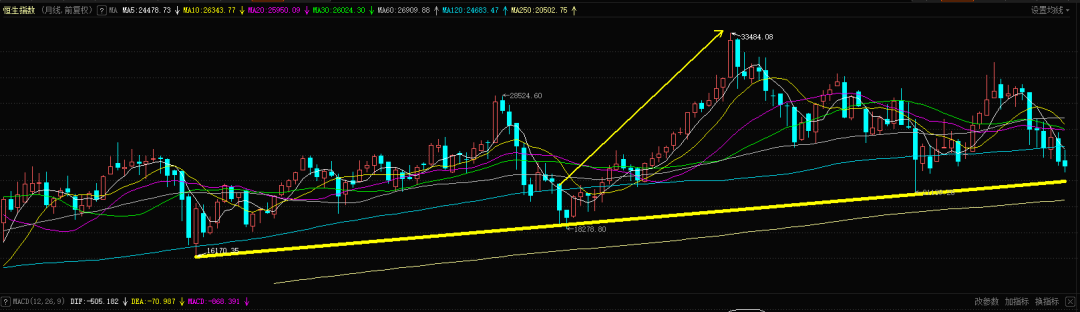 恒生指数 (月线,前复权) ? MA MA5:24478.73 ↓ MA10:26343.77 ↓ MA20:25950.09 ↓ MA30:26024.30 ↓ MA60:26909.88 ↑ MA120:24683.47 ↑ MA250:20502.75 ↑ 设置均线
33484.08
28524.60
18278.80
16170.35
? MACD(12,26,9) DIF:-505.182 ↓ DEA:-70.987 ↓ MACD:-868.391 ↓ 改参数 加指标 换指标